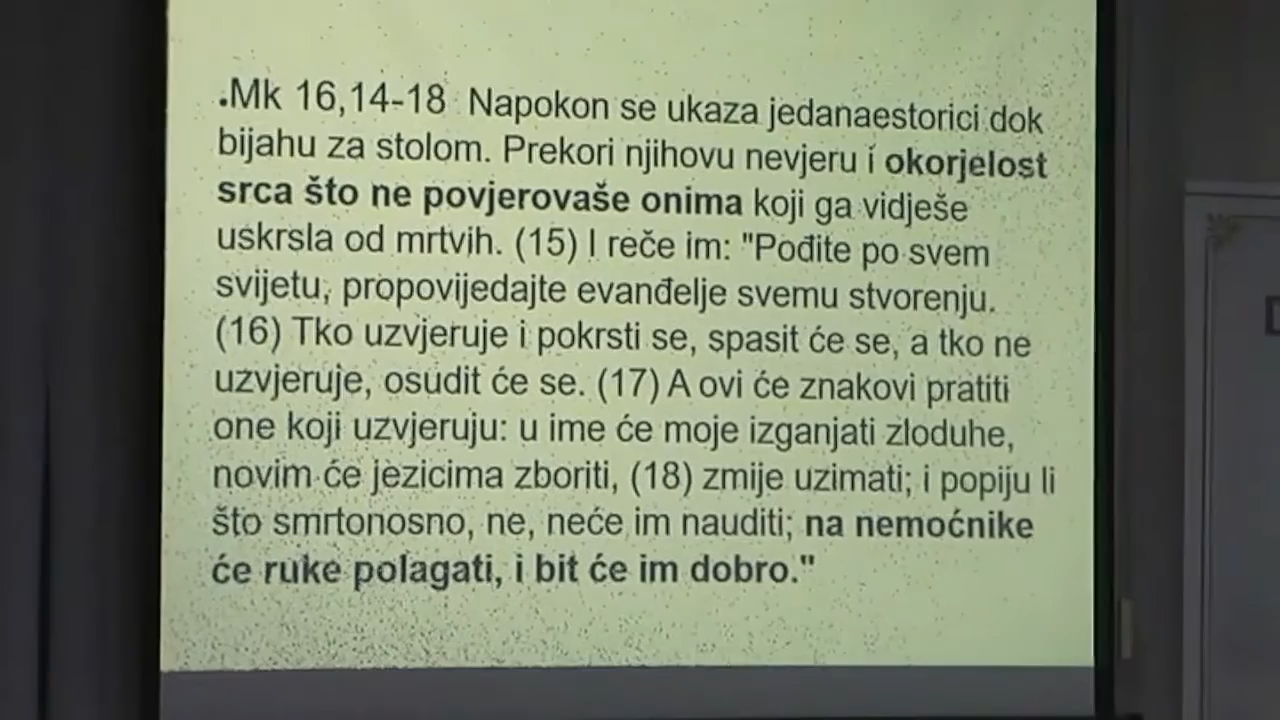 .Mk 16,14-18 Napokon se ukaza jedanaestorici dok
bijahu za stolom. Prekori njihovu nevjeru i okorjelost
srca što ne povjerovaše onima koji ga vidješe
uskrsla od mrtvih. (15) I reče im: "Pođite po svem
svijetu, propovijedajte evanđelje svemu stvorenju.
(16) Tko uzvjeruje i pokrsti se, spasit će se, a tko ne
uzvjeruje, osudit će se. (17) A ovi će znakovi pratiti
one koji uzvjeruju: u ime će moje izganjati zloduhe,
novim će jezicima zboriti, (18) zmije uzimati; i popiju li
što smrtonosno, ne, neće im nauditi; na nemoćnike
će ruke polagati, i bit će im dobro."